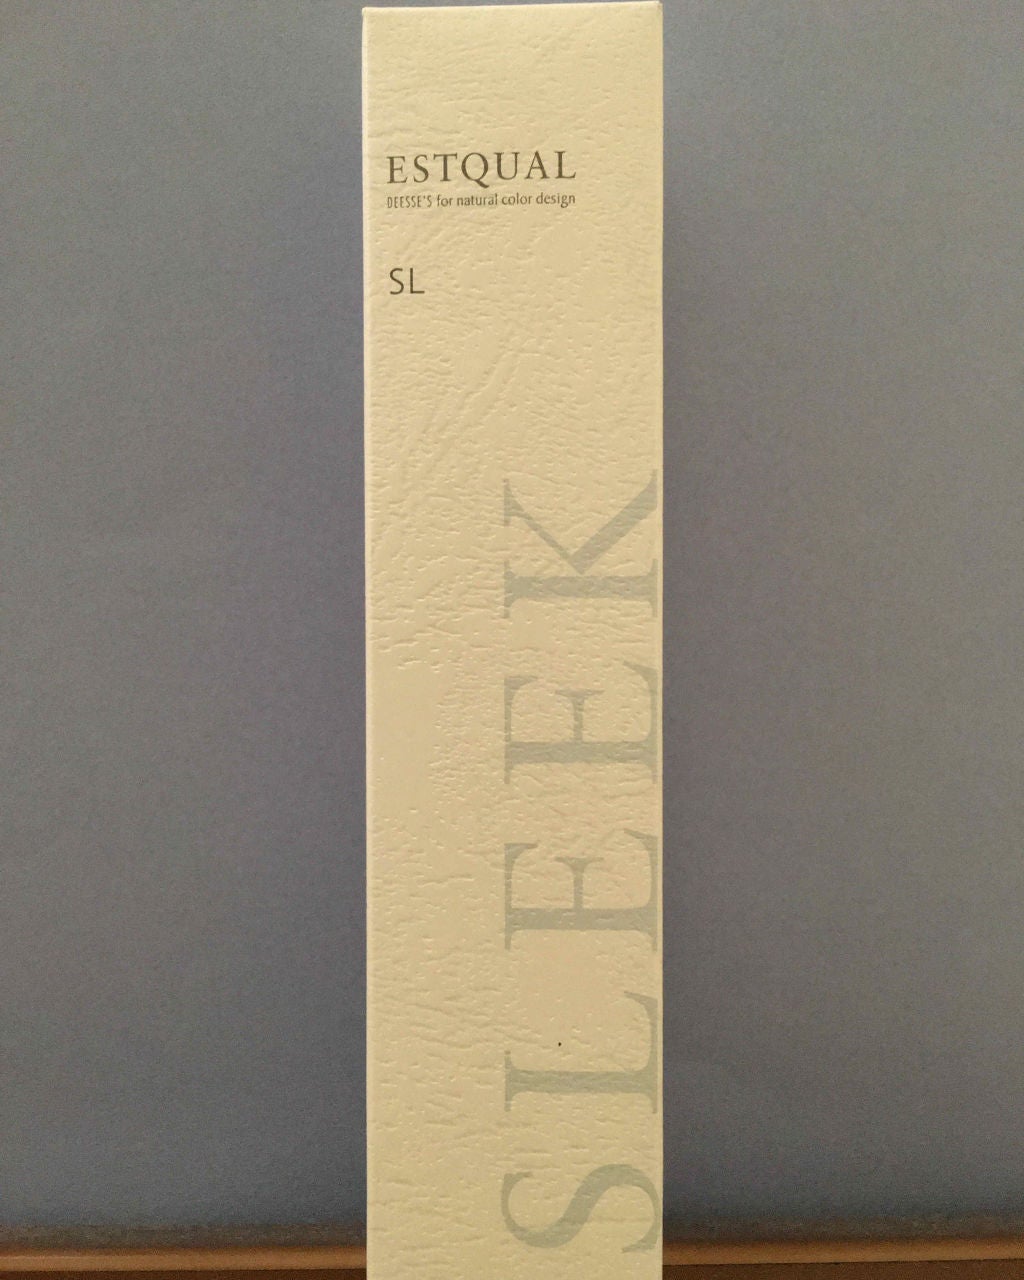 ESTQUAL
DEESSE'S for natural color design
SL
SLEEK